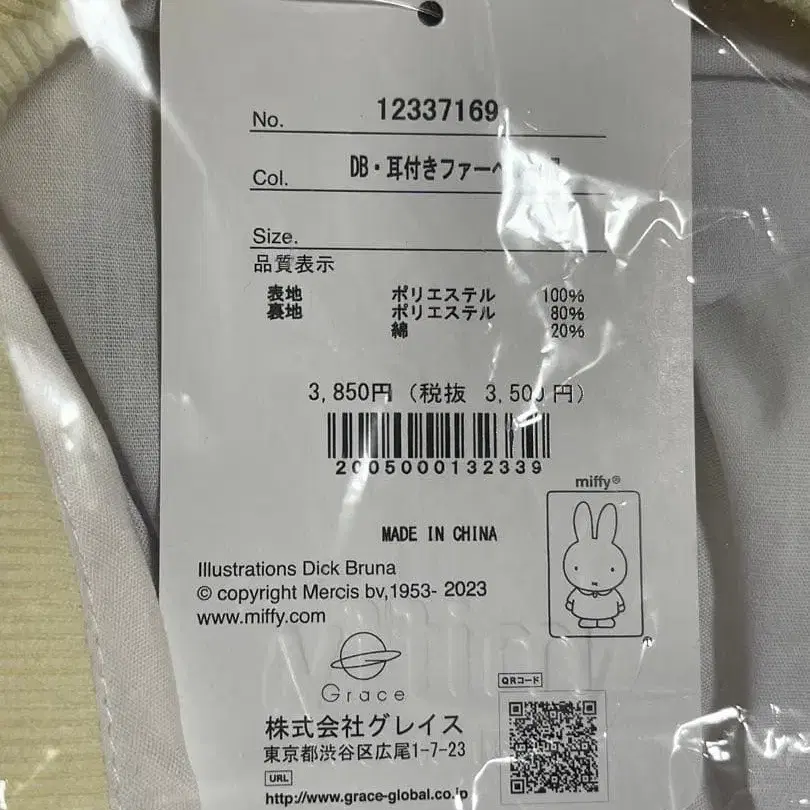 No. 12337169
Col. DB・耳付きファー
Size.
品質表示
表地 ポリエステル 100%
裏地 ポリエステル 80%
綿 20%
3,850円 (税抜 3,500円)
2005000132339
miffy®
MADE IN CHINA
Illustrations Dick Bruna
© copyright Mercis bv,1953- 2023
www.miffy.com
Grace
QRコード
株式会社グレイス
東京都渋谷区広尾1-7-23
URL
http://www.grace-global.co.jp